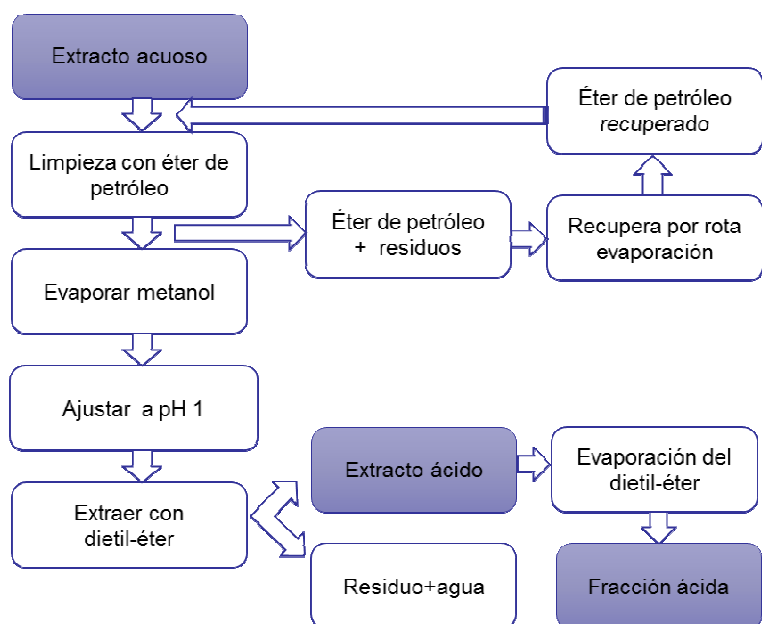 Extracto acuoso
Éter de petróleo
recuperado
Limpieza con éter de
petróleo
Éter de petróleo
+ residuos
Recupera por rota
evaporación
Evaporar metanol
Ajustar a pH 1
Extraer con
dietil-éter
Extracto ácido
Evaporación del
dietil-éter
Residuo+agua
Fracción ácida